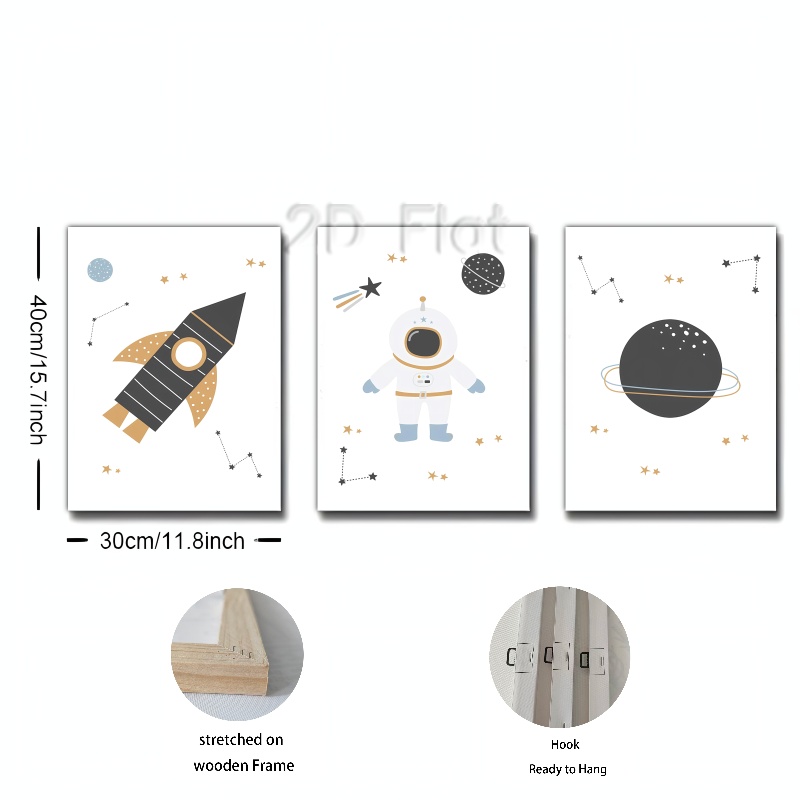 2D Flat
40cm/15.7inch
30cm/11.8inch
stretched on
wooden Frame
Hook
Ready to Hang